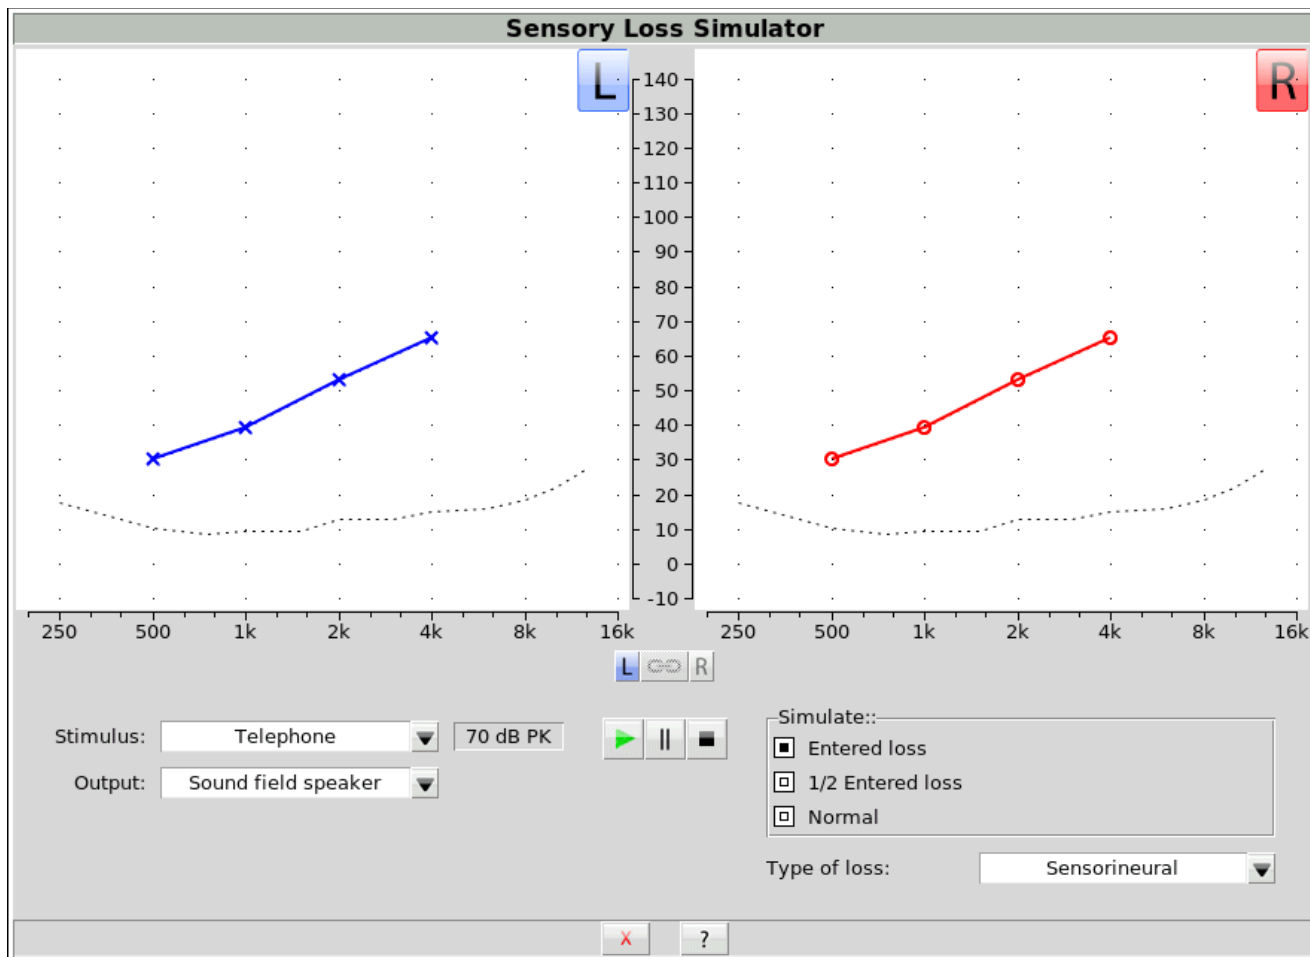 Sensory Loss Simulator
L
R
140
130
120
110
100
90
80
70
60
50
40
30
20
10
0
-10
250 500 1k 2k 4k 8k 16k
250 500 1k 2k 4k 8k 16k
L R
Stimulus: Telephone 70 dB PK
Output: Sound field speaker
Simulate::
Entered loss
1/2 Entered loss
Normal
Type of loss: Sensorineural
X ?